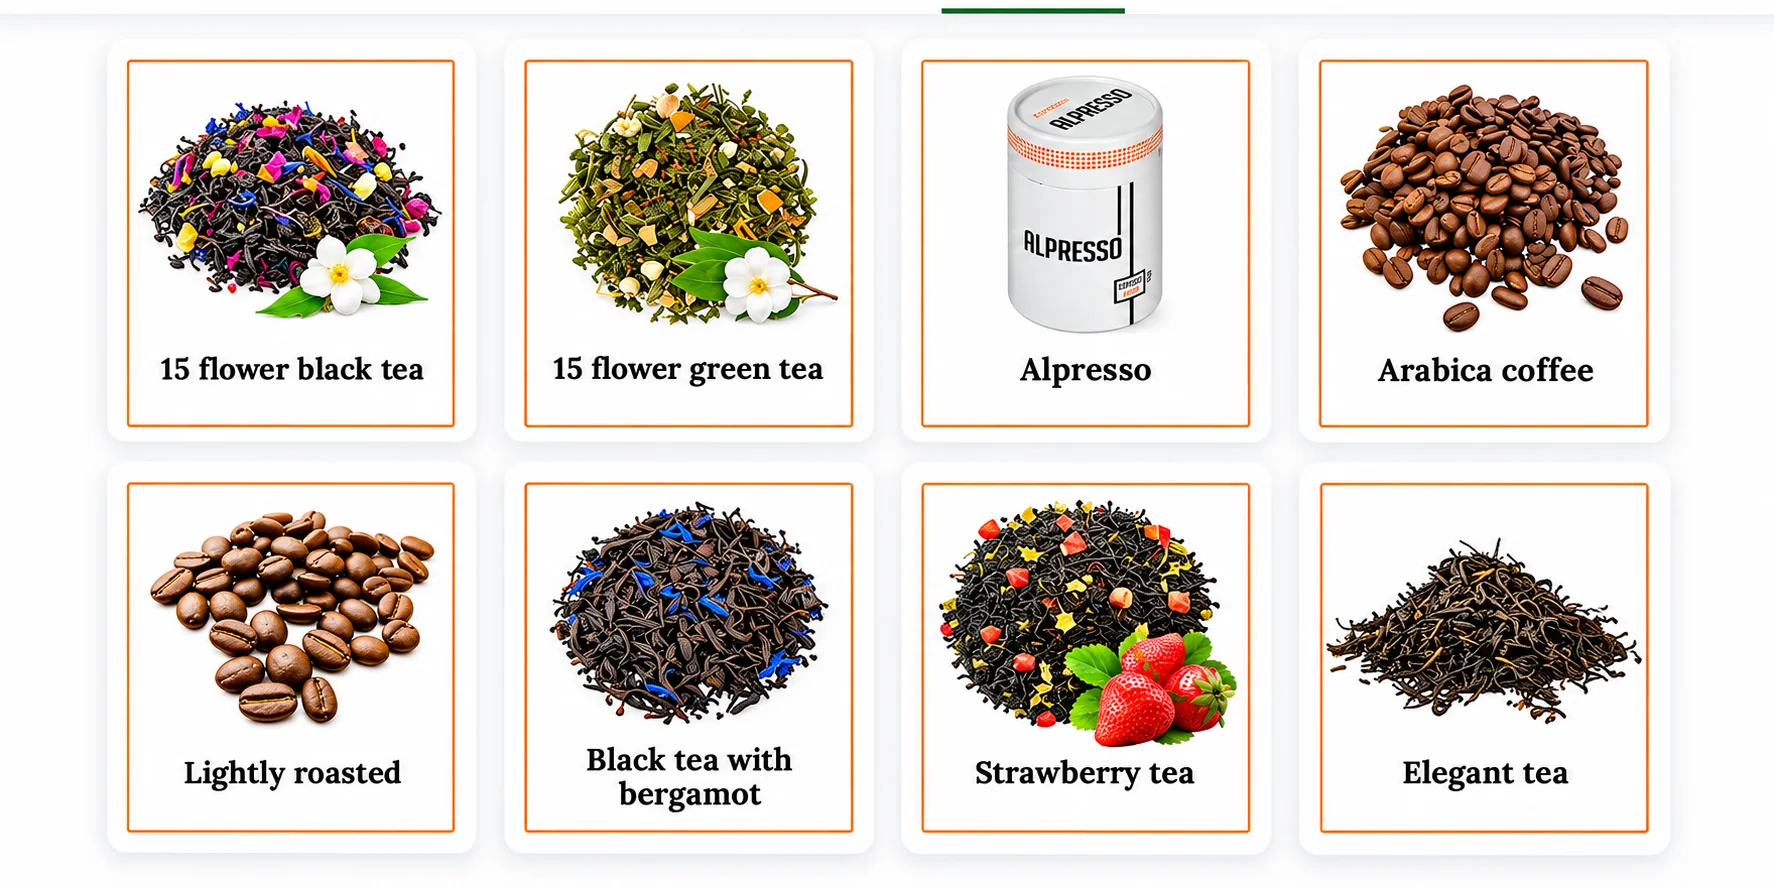 ALPRESSO
ALPRESSO
15 flower black tea
15 flower green tea
Alpresso
Arabica coffee
Lightly roasted
Black tea with
bergamot
Strawberry tea
Elegant tea